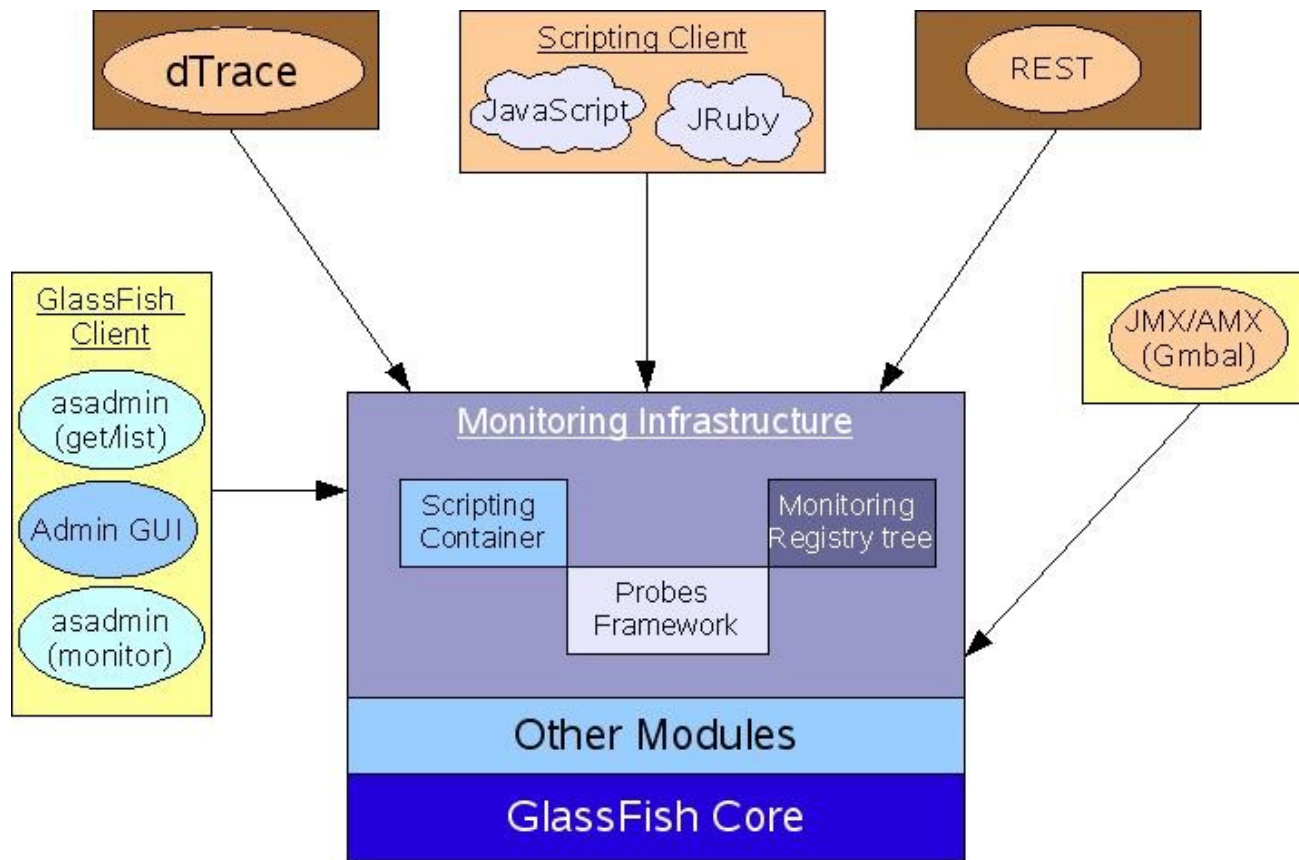 dTrace
Scripting Client
JavaScript
JRuby
REST
GlassFish
Client
asadmin
(get/list)
Admin GUI
asadmin
(monitor)
JMX/AMX
(Gmbal)
Monitoring Infrastructure
Scripting
Container
Monitoring
Registry tree
Probes
Framework
Other Modules
GlassFish Core